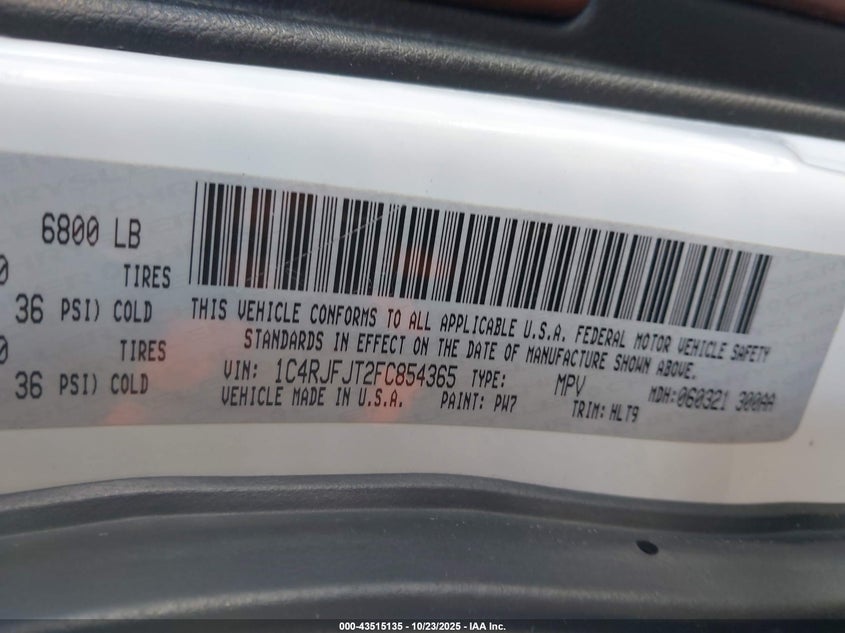 6800 LB
0 TIRES
36 PSI) COLD
0 TIRES
36 PSI) COLD
THIS VEHICLE CONFORMS TO ALL APPLICABLE U.S.A. FEDERAL MOTOR VEHICLE SAFETY
STANDARDS IN EFFECT ON THE DATE OF MANUFACTURE SHOWN ABOVE.
VIN: 1C4RJFJT2FC854365 TYPE: MPV MDH:060321 300AA
VEHICLE MADE IN U.S.A. PAINT: PW7 TRIM: HLT9
000-43515135 - 10/23/2025 - IAA Inc.